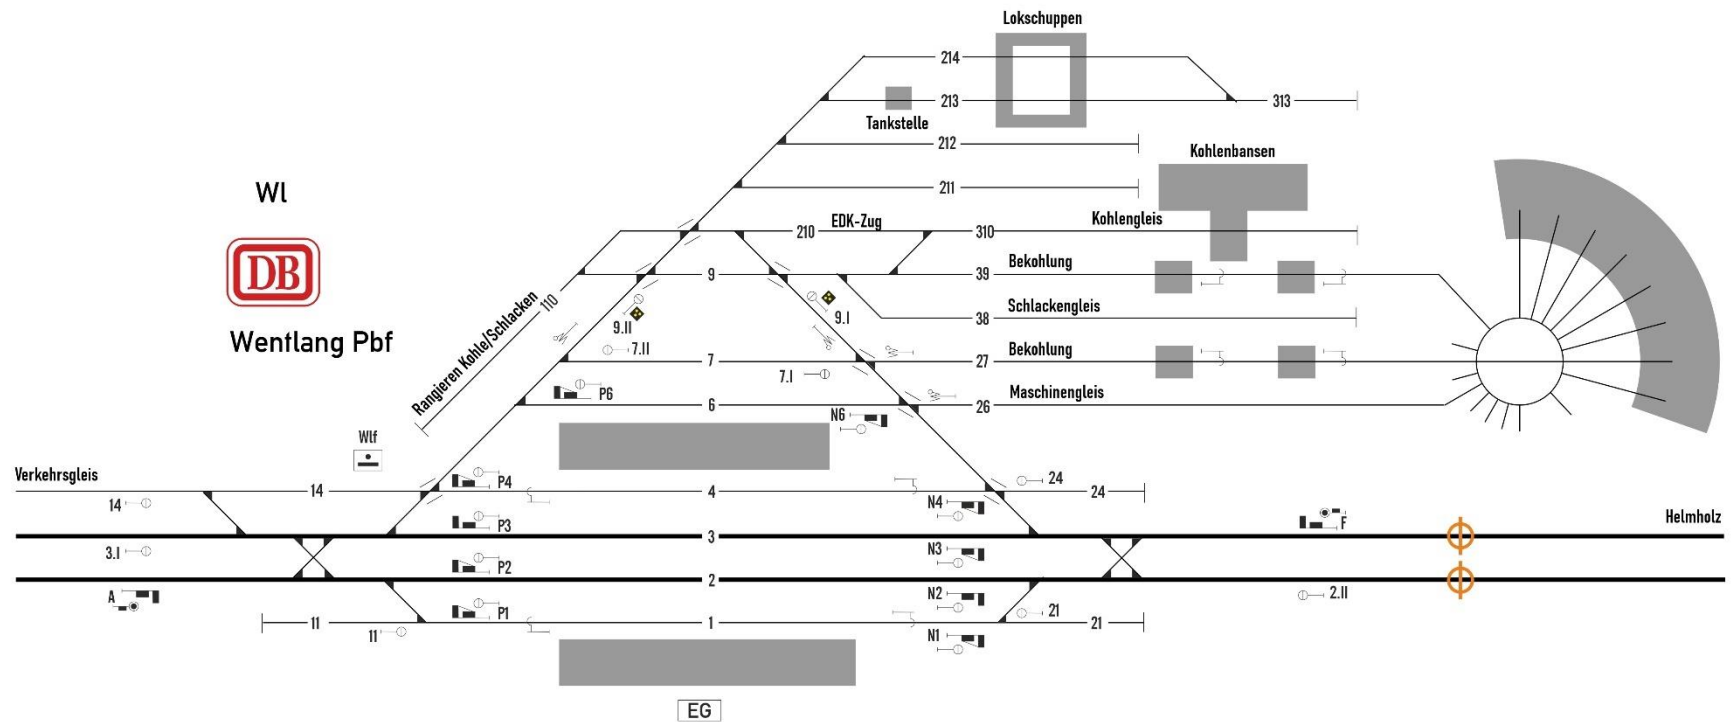 Lokschuppen
214
213
313
Tankstelle
212
Kohlenbansen
211
Wl
EDK-Zug
Kohlengleis
210
310
DB
9
39
Bekohlung
110
Rangieren Kohle/Schlacken
9.II
9.I
38
Schlackengleis
Wentlang Pbf
7.II
7
7.I
27
Bekohlung
P6
6
N6
26
Maschinengleis
Wlf
Verkehrsgleis
14
14
P4
4
N4
24
24
P3
3
N3
F
Helmholz
3.I
P2
2
N2
2.II
A
P1
21
11
11
1
N1
21
EG